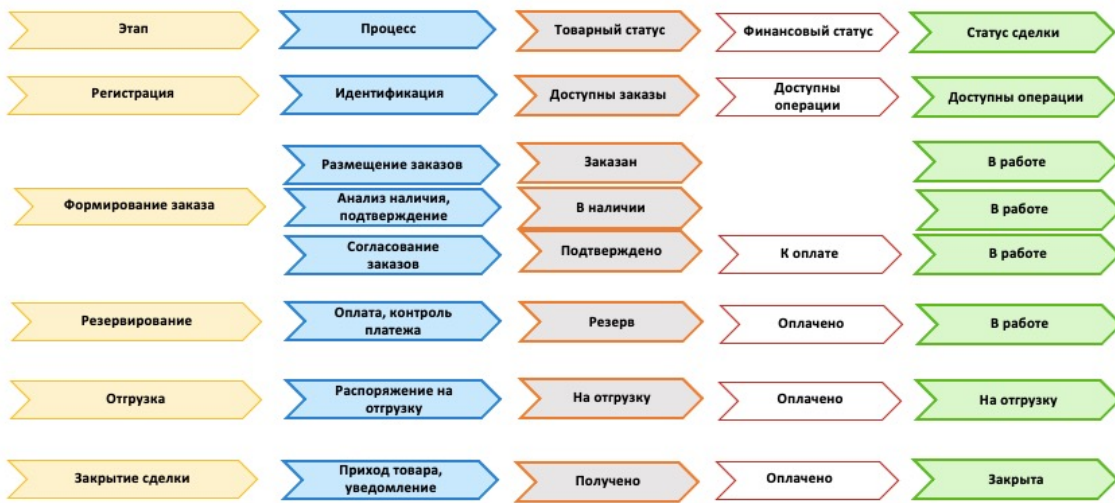 Этап
Процесс
Товарный статус
Финансовый статус
Статус сделки
Регистрация
Идентификация
Доступны заказы
Доступны
операции
Доступны операции
Формирование заказа
Размещение заказов
Заказан
В работе
Анализ наличия,
подтверждение
В наличии
В работе
Согласование
заказов
Подтверждено
К оплате
В работе
Резервирование
Оплата, контроль
платежа
Резерв
Оплачено
В работе
Отгрузка
Распоряжение на
отгрузку
На отгрузку
Оплачено
На отгрузку
Закрытие сделки
Приход товара,
уведомление
Получено
Оплачено
Закрыта